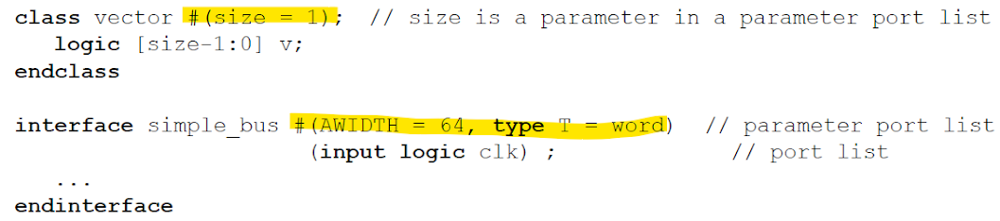 class vector #(size = 1); // size is a parameter in a parameter port list
logic [size-1:0] v;
endclass
interface simple_bus #(AWIDTH = 64, type T = word) // parameter port list
(input logic clk) ; // port list
...
endinterface